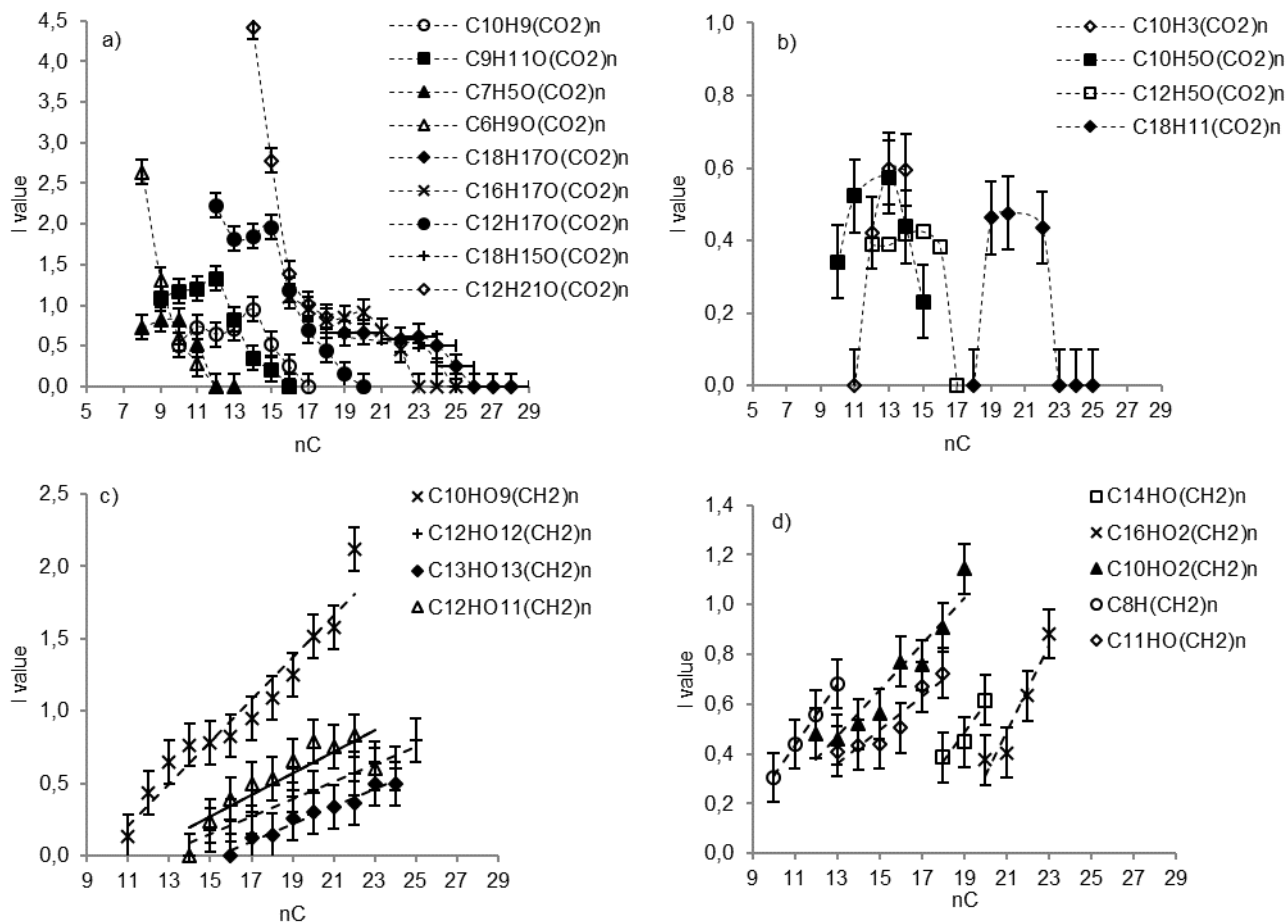 a)
4,5
4,0
3,5
3,0
2,5
2,0
1,5
1,0
0,5
0,0
I value
5 7 9 11 13 15 17 19 21 23 25 27 29
nC
C10H9(CO2)n
C9H11O(CO2)n
C7H5O(CO2)n
C6H9O(CO2)n
C18H17O(CO2)n
C16H17O(CO2)n
C12H17O(CO2)n
C18H15O(CO2)n
C12H21O(CO2)n
b)
1,0
0,8
0,6
0,4
0,2
0,0
I value
5 7 9 11 13 15 17 19 21 23 25 27 29
nC
C10H3(CO2)n
C10H5O(CO2)n
C12H5O(CO2)n
C18H11(CO2)n
c)
2,5
2,0
1,5
1,0
0,5
0,0
I value
9 11 13 15 17 19 21 23 25 27 29
nC
C10HO9(CH2)n
C12HO12(CH2)n
C13HO13(CH2)n
C12HO11(CH2)n
d)
1,4
1,2
1,0
0,8
0,6
0,4
0,2
0,0
I value
9 11 13 15 17 19 21 23 25 27 29
nC
C14HO(CH2)n
C16HO2(CH2)n
C10HO2(CH2)n
C8H(CH2)n
C11HO(CH2)n